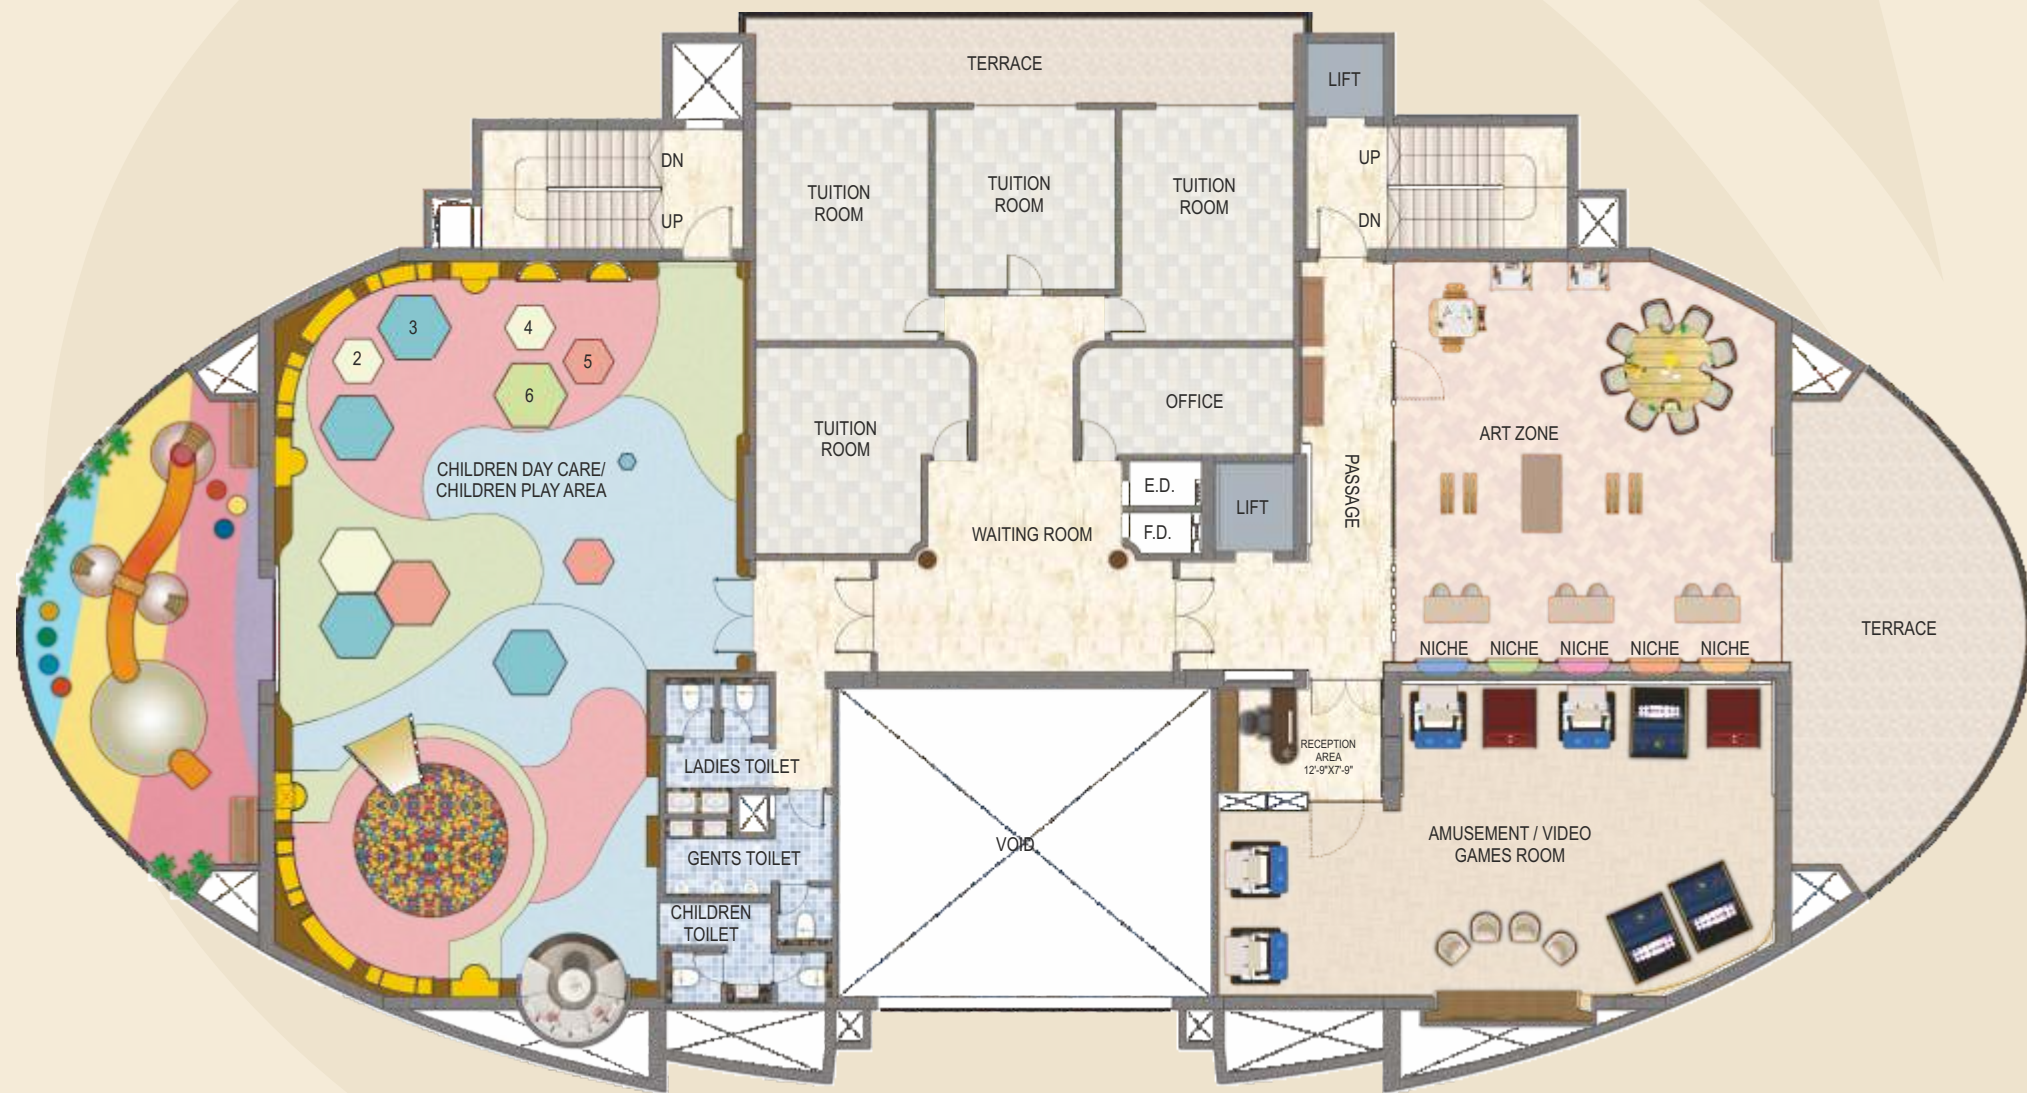 TERRACE
LIFT
DN
UP
TUITION
ROOM
TUITION
ROOM
TUITION
ROOM
UP
DN
3
4
2
5
6
TUITION
ROOM
OFFICE
ART ZONE
CHILDREN DAY CARE/
CHILDREN PLAY AREA
E.D.
F.D.
LIFT
PASSAGE
WAITING ROOM
TERRACE
NICHE
NICHE
NICHE
NICHE
NICHE
LADIES TOILET
RECEPTION
AREA
12'-9"X7'-9"
GENTS TOILET
VOID
AMUSEMENT / VIDEO
GAMES ROOM
CHILDREN
TOILET